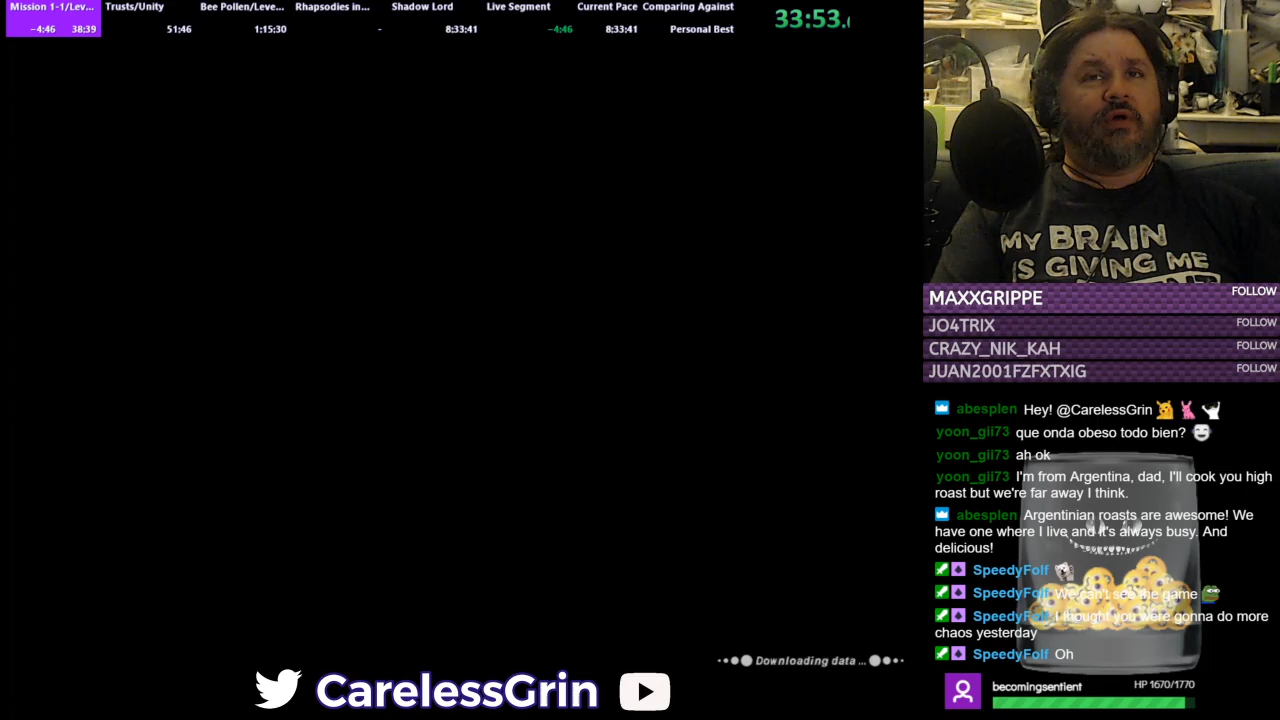 Mission 1-1/Lev... Trusts/Unity Bee Pollen/Leve... Rhapsodies in... Shadow Lord Live Segment Current Pace Comparing Against
−4:46 38:39 51:46 1:15:30 - 8:33:41 −4:46 8:33:41 Personal Best
33:53.
MY BRAIN
IS GIVING ME
MAXXGRIPPE FOLLOW
JO4TRIX FOLLOW
CRAZY_NIK_KAH FOLLOW
JUAN2001FZFXTXIG FOLLOW
abesplen Hey! @CarelessGrin
yoon_gii73 que onda obeso todo bien?
yoon_gii73 ah ok
yoon_gii73 I'm from Argentina, dad, I'll cook you high
roast but we're far away I think.
abesplen Argentinian roasts are awesome! We
have one where I live and it's always busy. And
delicious!
SpeedyFolf
SpeedyFolf We can't see the game
SpeedyFolf I thought you were gonna do more
chaos yesterday
SpeedyFolf Oh
Downloading data ...
CarelessGrin
becomingsentient HP 1670/1770